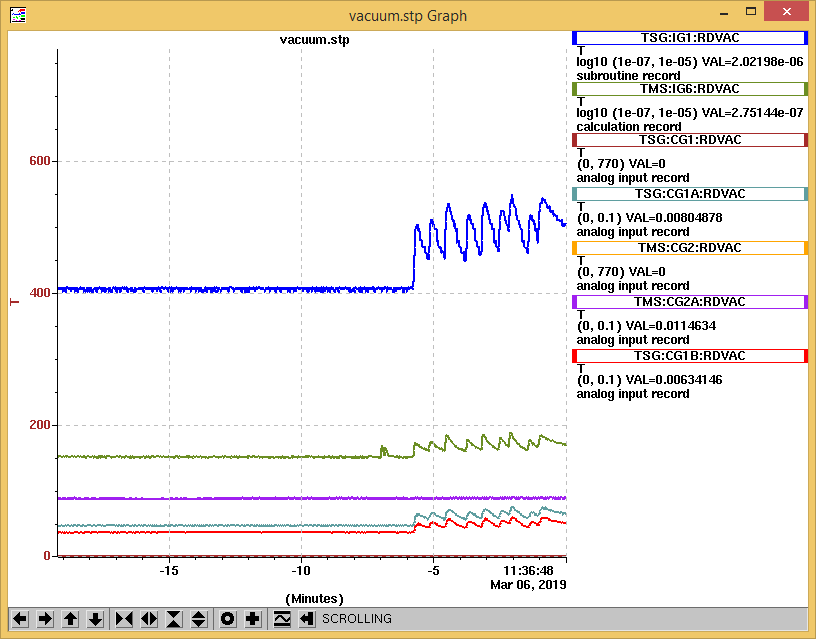 vacuum.stp Graph
vacuum.stp
600
400
200
0
T
-15
-10
-5
11:36:48
Mar 06, 2019
(Minutes)
TSG:IG1:RDVAC
T
log10 (1e-07, 1e-05) VAL=2.02198e-06
subroutine record
TMS:IG6:RDVAC
T
log10 (1e-07, 1e-05) VAL=2.75144e-07
calculation record
TSG:CG1:RDVAC
T
(0, 770) VAL=0
analog input record
TSG:CG1A:RDVAC
T
(0, 0.1) VAL=0.00804878
analog input record
TMS:CG2:RDVAC
T
(0, 770) VAL=0
analog input record
TMS:CG2A:RDVAC
T
(0, 0.1) VAL=0.0114634
analog input record
TSG:CG1B:RDVAC
T
(0, 0.1) VAL=0.00634146
analog input record
SCROLLING